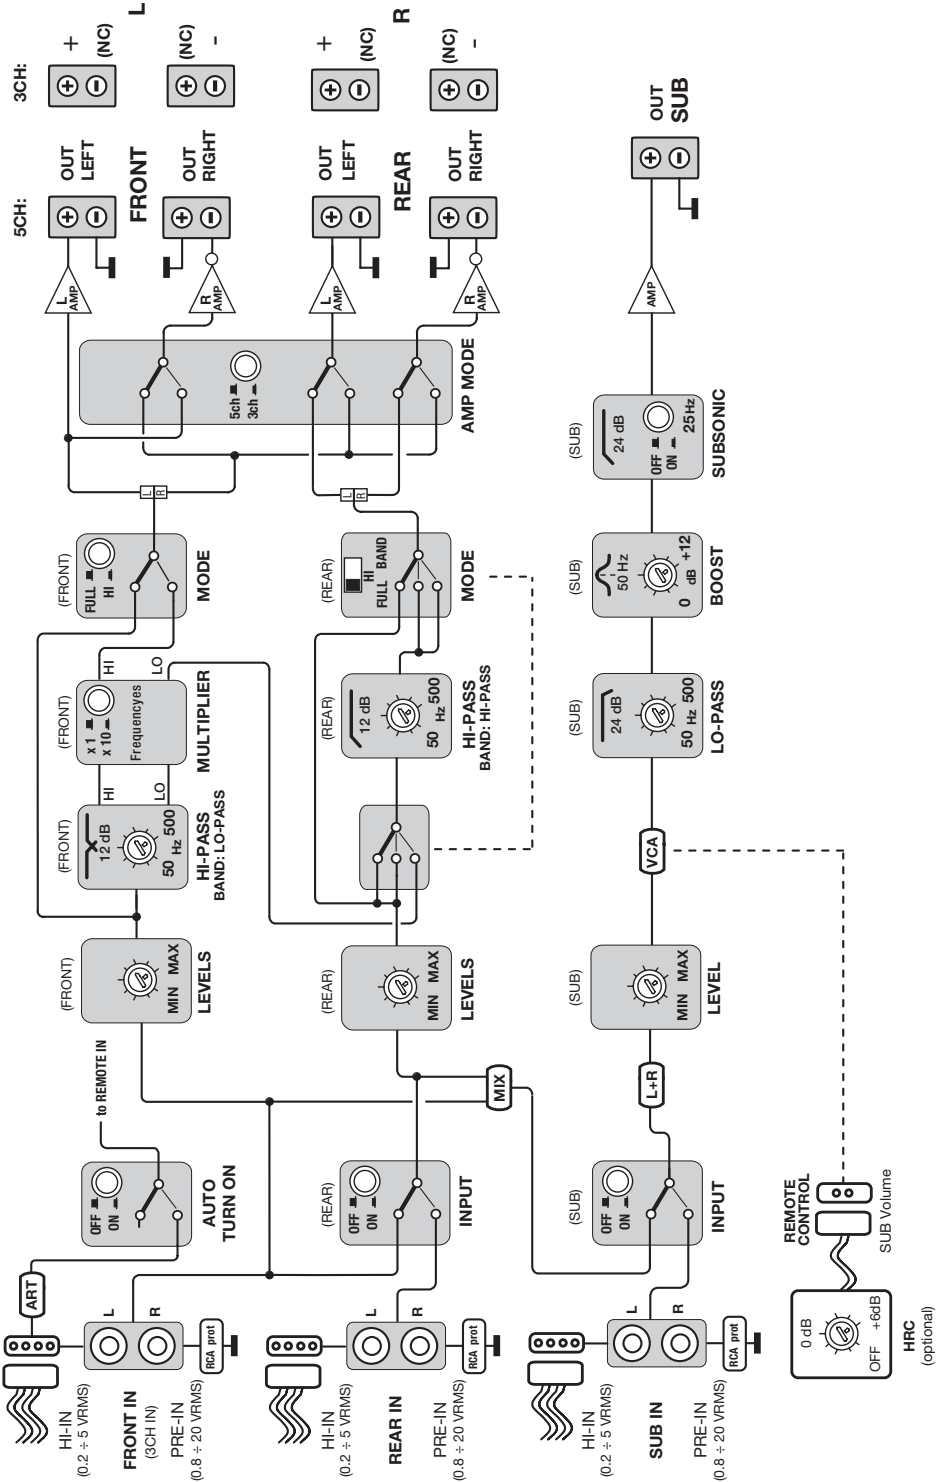 HI-IN
(0.2 ÷ 5 VRMS)
FRONT IN
(3CH IN)
PRE-IN
(0.8 ÷ 20 VRMS)
ART
L
R
RCA prot
OFF
ON
AUTO
TURN ON
to REMOTE IN
(FRONT)
MIN MAX
LEVELS
(FRONT)
12 dB
50 Hz 500
HI-PASS
BAND: LO-PASS
HI
LO
(FRONT)
x 1
x 10
Frequencyes
MULTIPLIER
HI
LO
(FRONT)
FULL
HI
MODE
L
R
5ch
3ch
AMP MODE
L
AMP
R
AMP
L
AMP
R
AMP
5CH:
OUT
LEFT
FRONT
OUT
RIGHT
OUT
LEFT
REAR
OUT
RIGHT
3CH:
+
(NC)
L
(NC)
-
+
(NC)
R
(NC)
-
HI-IN
(0.2 ÷ 5 VRMS)
REAR IN
PRE-IN
(0.8 ÷ 20 VRMS)
L
R
RCA prot
(REAR)
OFF
ON
INPUT
MIX
(REAR)
MIN MAX
LEVELS
(REAR)
12 dB
50 Hz 500
HI-PASS
BAND: HI-PASS
(REAR)
HI
FULL BAND
MODE
L
R
HI-IN
(0.2 ÷ 5 VRMS)
SUB IN
PRE-IN
(0.8 ÷ 20 VRMS)
L
R
RCA prot
(SUB)
OFF
ON
INPUT
L+R
(SUB)
MIN MAX
LEVEL
VCA
(SUB)
24 dB
50 Hz 500
LO-PASS
(SUB)
50 Hz
0 dB +12
BOOST
(SUB)
24 dB
OFF
ON
25Hz
SUBSONIC
AMP
OUT
SUB
0 dB
OFF +6dB
HRC
(optional)
REMOTE
CONTROL
SUB Volume